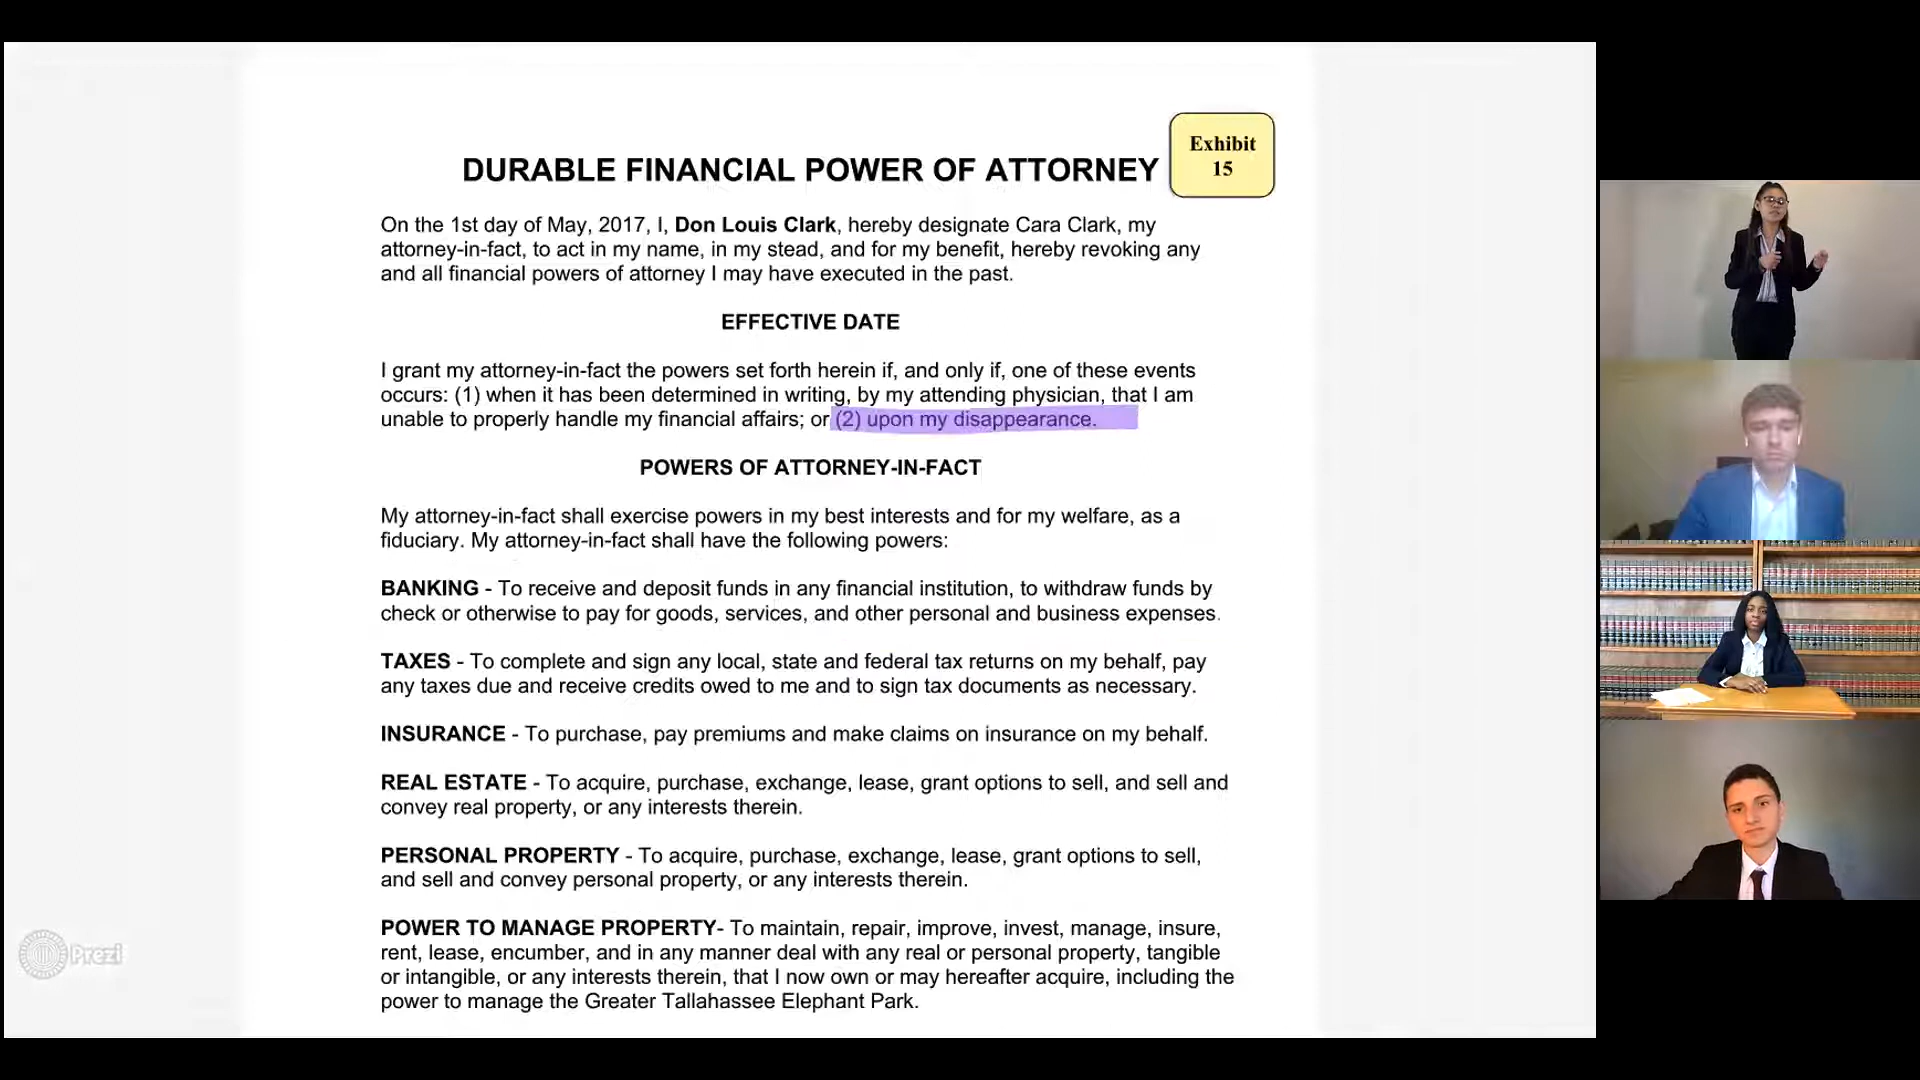 Exhibit
15
DURABLE FINANCIAL POWER OF ATTORNEY
On the 1st day of May, 2017, I, Don Louis Clark, hereby designate Cara Clark, my
attorney-in-fact, to act in my name, in my stead, and for my benefit, hereby revoking any
and all financial powers of attorney I may have executed in the past.
EFFECTIVE DATE
I grant my attorney-in-fact the powers set forth herein if, and only if, one of these events
occurs: (1) when it has been determined in writing, by my attending physician, that I am
unable to properly handle my financial affairs; or (2) upon my disappearance.
POWERS OF ATTORNEY-IN-FACT
My attorney-in-fact shall exercise powers in my best interests and for my welfare, as a
fiduciary. My attorney-in-fact shall have the following powers:
BANKING - To receive and deposit funds in any financial institution, to withdraw funds by
check or otherwise to pay for goods, services, and other personal and business expenses.
TAXES - To complete and sign any local, state and federal tax returns on my behalf, pay
any taxes due and receive credits owed to me and to sign tax documents as necessary.
INSURANCE - To purchase, pay premiums and make claims on insurance on my behalf.
REAL ESTATE - To acquire, purchase, exchange, lease, grant options to sell, and sell and
convey real property, or any interests therein.
PERSONAL PROPERTY - To acquire, purchase, exchange, lease, grant options to sell,
and sell and convey personal property, or any interests therein.
POWER TO MANAGE PROPERTY- To maintain, repair, improve, invest, manage, insure,
rent, lease, encumber, and in any manner deal with any real or personal property, tangible
or intangible, or any interests therein, that I now own or may hereafter acquire, including the
power to manage the Greater Tallahassee Elephant Park.
Prezi